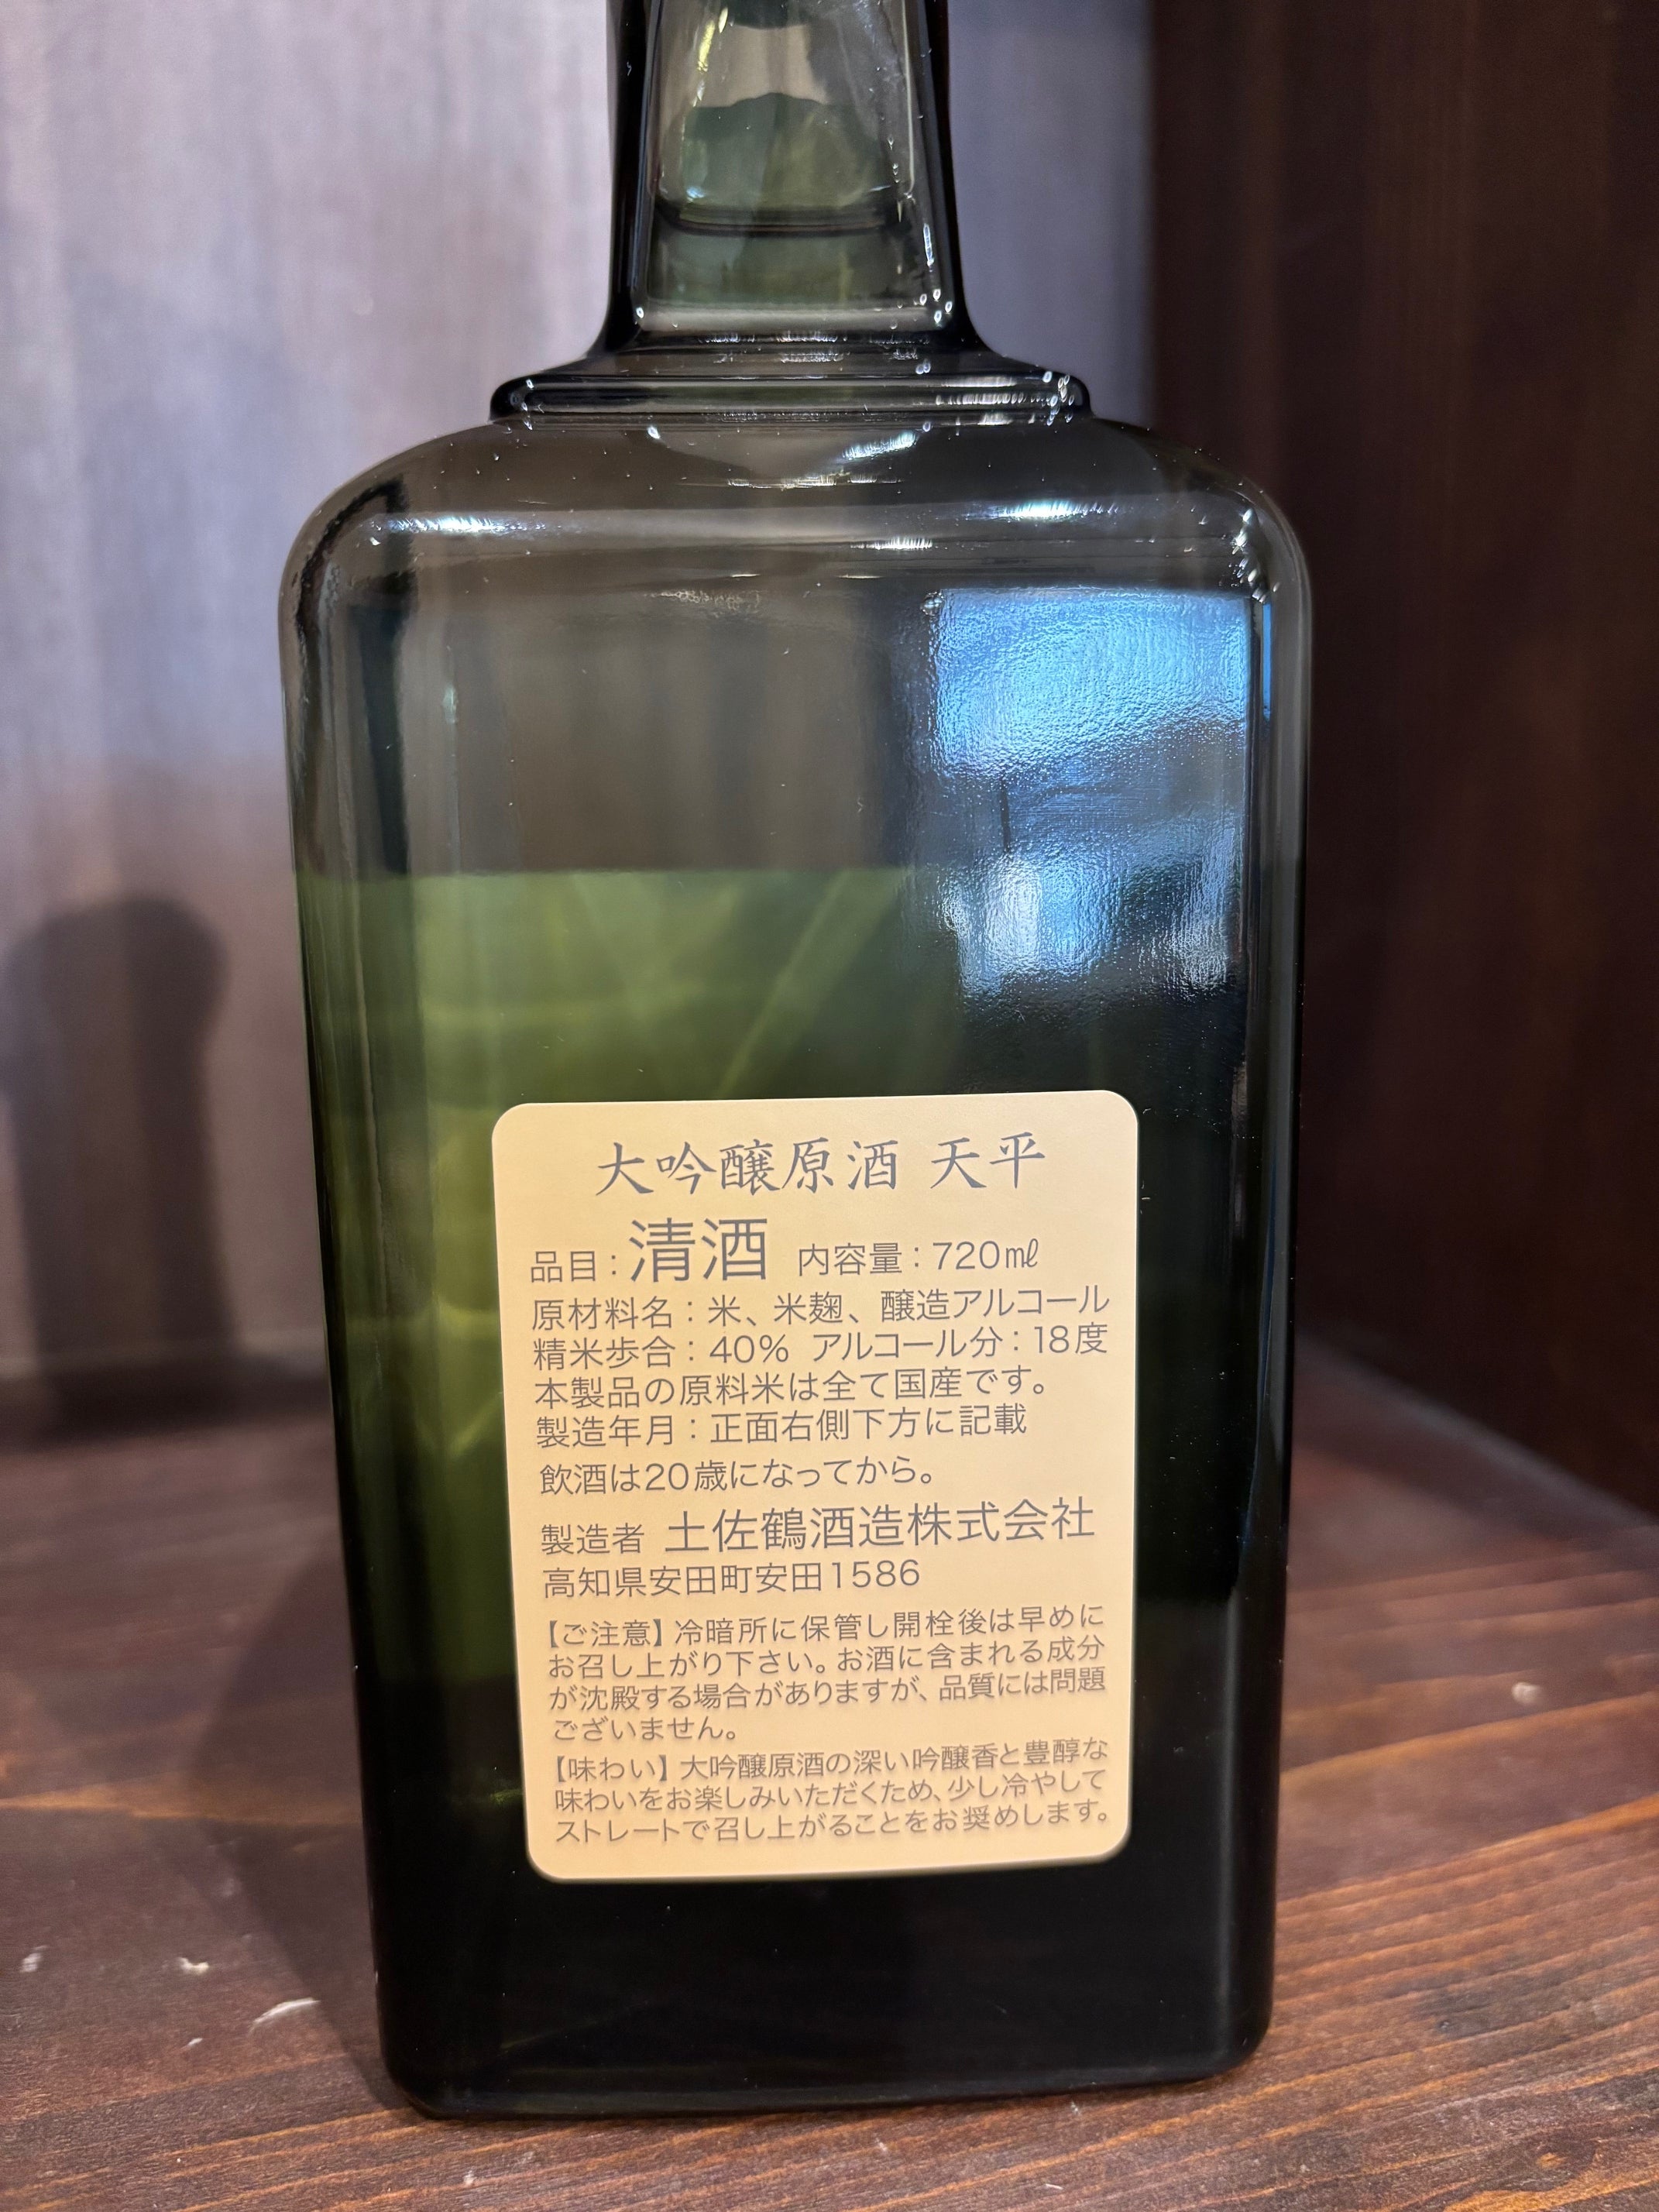 大吟醸原酒 天平
品目：清酒 内容量：720㎖
原材料名：米、米麹、醸造アルコール
精米歩合：40% アルコール分：18度
本製品の原料米は全て国産です。
製造年月：正面右側下方に記載
飲酒は20歳になってから。
製造者 土佐鶴酒造株式会社
高知県安田町安田1586
【ご注意】冷暗所に保管し開栓後は早めに
お召し上がり下さい。お酒に含まれる成分
が沈殿する場合がありますが、品質には問題
ございません。
【味わい】大吟醸原酒の深い吟醸香と豊醇な
味わいをお楽しみいただくため、少し冷やして
ストレートで召し上がることをお奨めします。